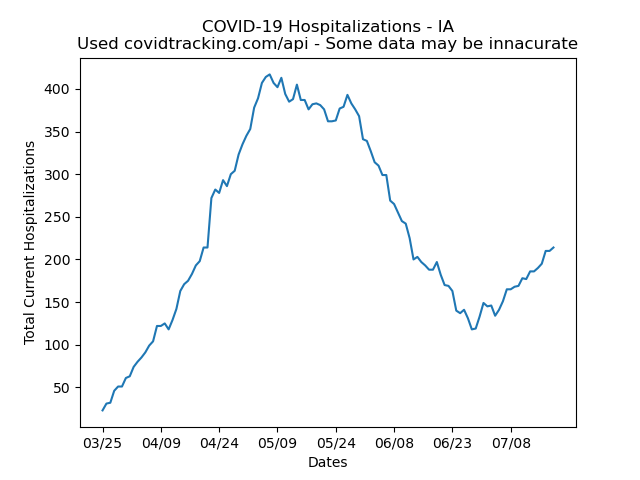 COVID-19 Hospitalizations - IA
Used covidtracking.com/api - Some data may be innacurate
Total Current Hospitalizations
400
350
300
250
200
150
100
50
03/25 04/09 04/24 05/09 05/24 06/08 06/23 07/08
Dates